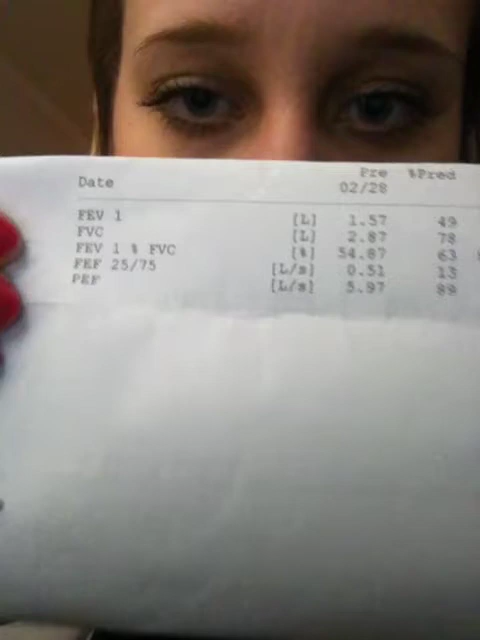 Pre %Pred
Date 02/28
FEV 1 [L] 1.57 49
FVC [L] 2.87 78
FEV 1 % FVC [%] 54.87 63
FEF 25/75 [L/s] 0.51 13
PEF [L/s] 5.97 89